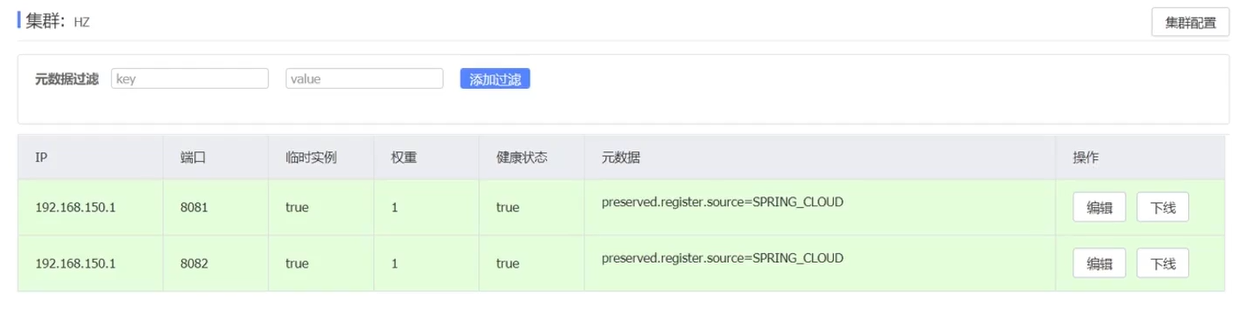 集群: HZ 集群配置
元数据过滤 key value 添加过滤
IP 端口 临时实例 权重 健康状态 元数据 操作
192.168.150.1 8081 true 1 true preserved.register.source=SPRING_CLOUD 编辑 下线
192.168.150.1 8082 true 1 true preserved.register.source=SPRING_CLOUD 编辑 下线